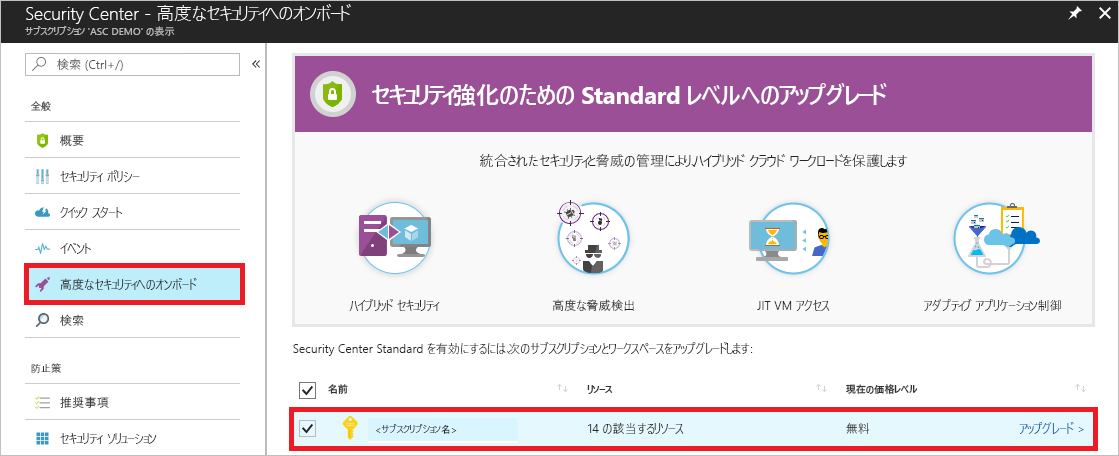 Security Center - 高度なセキュリティへのオンボード
サブスクリプション 'ASC DEMO' の表示
検索 (Ctrl+/)
全般
概要
セキュリティ ポリシー
クイック スタート
イベント
高度なセキュリティへのオンボード
検索
防止策
推奨事項
セキュリティ ソリューション
セキュリティ強化のための Standard レベルへのアップグレード
統合されたセキュリティと脅威の管理により、ハイブリッド クラウド ワークロードを保護します
ハイブリッド セキュリティ
高度な脅威検出
JIT VM アクセス
アダプティブ アプリケーション制御
Security Center Standard を有効にするには、次のサブスクリプションとワークスペースをアップグレードします:
名前 リソース 現在の価格レベル
<サブスクリプション名> 14 の該当するリソース 無料 アップグレード >